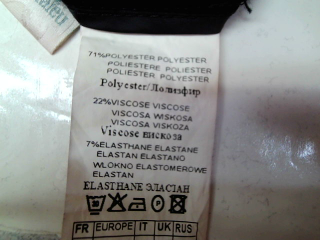 71%POLYESTER POLYESTER
POLIESTERE POLIESTER
POLIESTER POLYESTER
Polyester/Полиэфир
22%VISCOSE VISCOSE
VISCOSA WISKOSA
VISCOSA VISKOZA
Viscose вискоза
7%ELASTHANE ELASTANE
ELASTAN ELASTANO
WLOKNO ELASTOMEROWE
ELASTAN
ELASTHANE ЭЛАСТАН
FR EUROPE IT UK RUS